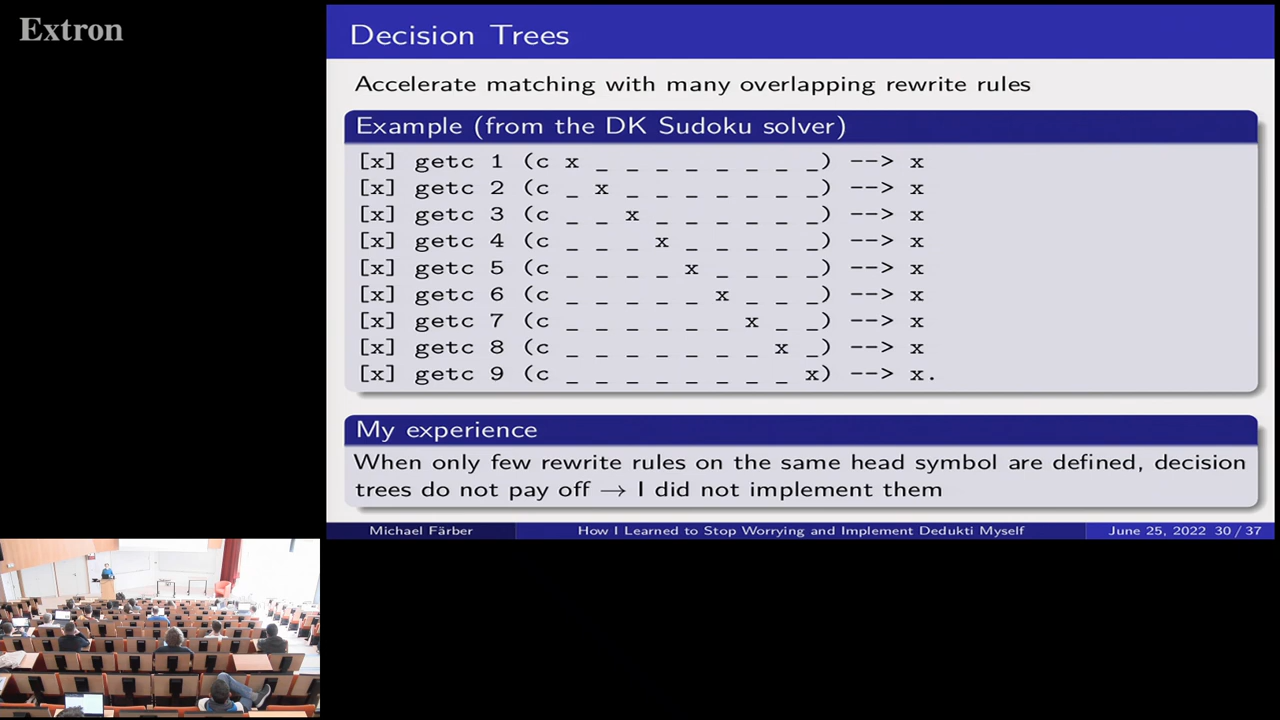 Extron
Decision Trees
Accelerate matching with many overlapping rewrite rules
Example (from the DK Sudoku solver)
[x] getc 1 (c x _ _ _ _ _ _ _ _) --> x
[x] getc 2 (c _ x _ _ _ _ _ _ _) --> x
[x] getc 3 (c _ _ x _ _ _ _ _ _) --> x
[x] getc 4 (c _ _ _ x _ _ _ _ _) --> x
[x] getc 5 (c _ _ _ _ x _ _ _ _) --> x
[x] getc 6 (c _ _ _ _ _ x _ _ _) --> x
[x] getc 7 (c _ _ _ _ _ _ x _ _) --> x
[x] getc 8 (c _ _ _ _ _ _ _ x _) --> x
[x] getc 9 (c _ _ _ _ _ _ _ _ x) --> x.
My experience
When only few rewrite rules on the same head symbol are defined, decision
trees do not pay off → I did not implement them
Michael Färber How I Learned to Stop Worrying and Implement Dedukti Myself June 25, 2022 30 / 37